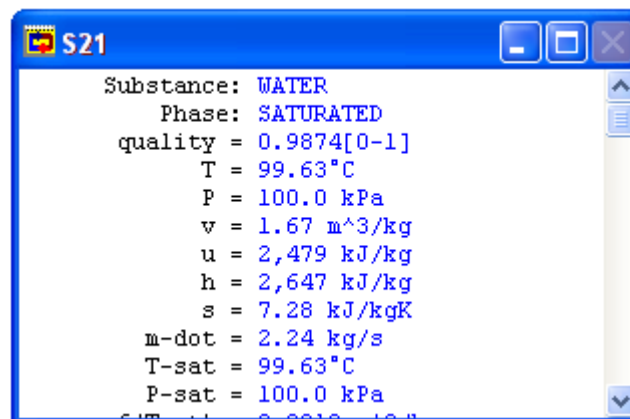 S21
Substance: WATER
Phase: SATURATED
quality = 0.9874[0-1]
T = 99.63°C
P = 100.0 kPa
v = 1.67 m^3/kg
u = 2,479 kJ/kg
h = 2,647 kJ/kg
s = 7.28 kJ/kgK
m-dot = 2.24 kg/s
T-sat = 99.63°C
P-sat = 100.0 kPa